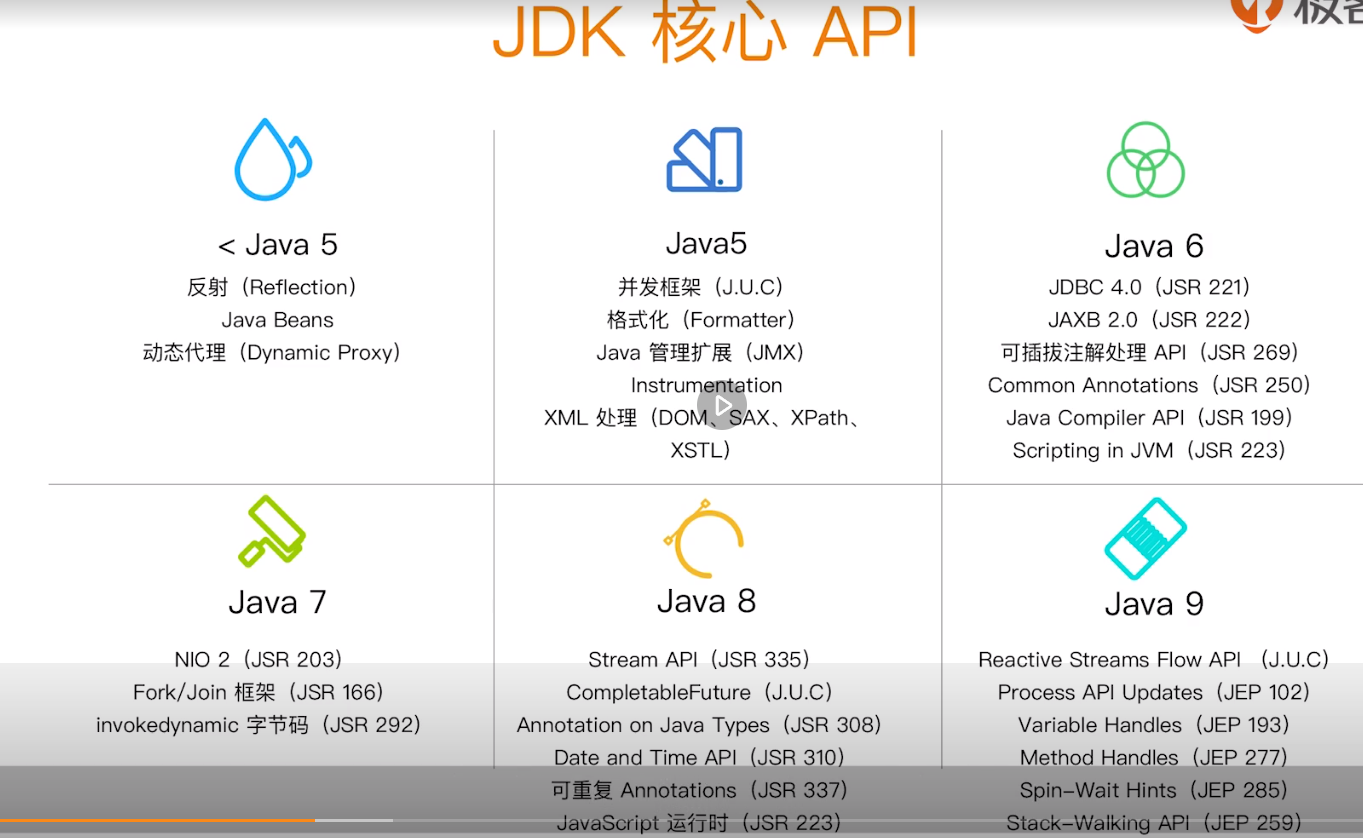 JDK 核心 API
< Java 5
反射（Reflection）
Java Beans
动态代理（Dynamic Proxy）
Java5
并发框架（J.U.C）
格式化（Formatter）
Java 管理扩展（JMX）
Instrumentation
XML 处理（DOM、SAX、XPath、
XSTL）
Java 6
JDBC 4.0（JSR 221）
JAXB 2.0（JSR 222）
可插拔注解处理 API（JSR 269）
Common Annotations（JSR 250）
Java Compiler API（JSR 199）
Scripting in JVM（JSR 223）
Java 7
NIO 2（JSR 203）
Fork/Join 框架（JSR 166）
invokedynamic 字节码（JSR 292）
Java 8
Stream API（JSR 335）
CompletableFuture（J.U.C）
Annotation on Java Types（JSR 308）
Date and Time API（JSR 310）
可重复 Annotations（JSR 337）
JavaScript 运行时（JSR 223）
Java 9
Reactive Streams Flow API （J.U.C）
Process API Updates（JEP 102）
Variable Handles（JEP 193）
Method Handles（JEP 277）
Spin-Wait Hints（JEP 285）
Stack-Walking API（JEP 259）